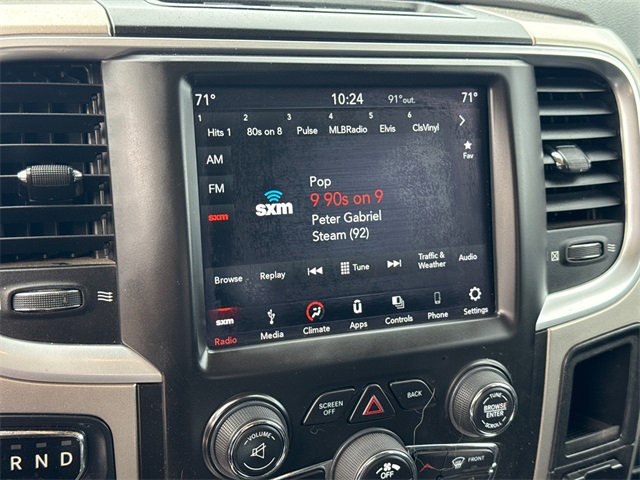 71° 10:24 91°out. 71°
1 2 3 4 5 6
Hits 1 80s on 8 Pulse MLBRadio Elvis ClsVinyl
AM
Fav
FM
Pop
sxm
9 90s on 9
sxm
Peter Gabriel
Steam (92)
Browse Replay Tune Traffic & Weather Audio
sxm
Radio Media Climate Apps Controls Phone Settings
SCREEN OFF
BACK
TUNE
BROWSE
ENTER
SCROLL
VOLUME
R N D
OFF
FRONT